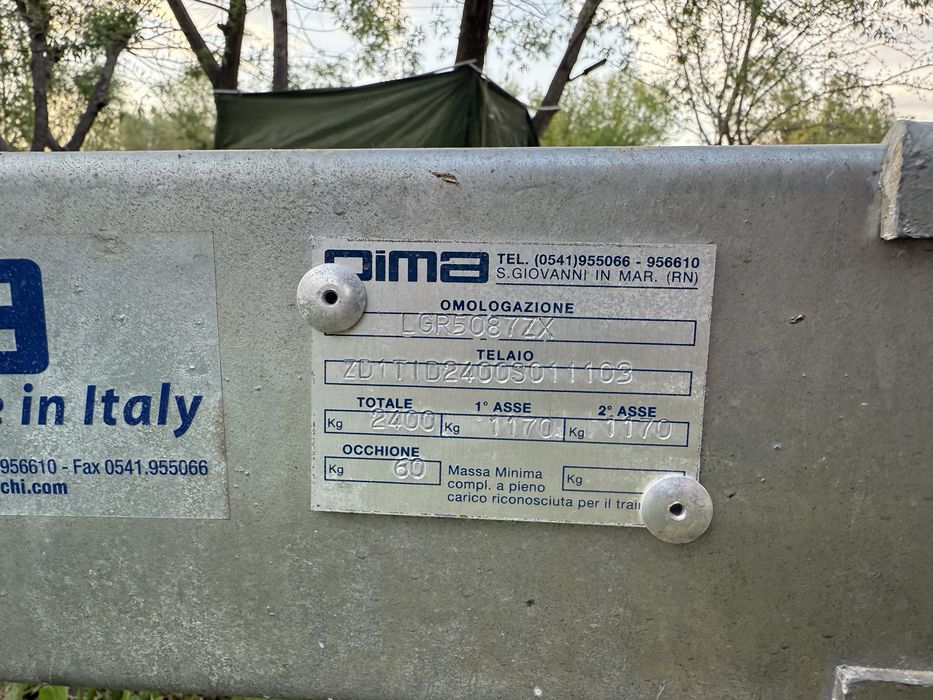 DIMA
TEL. (0541)955066 - 956610
S.GIOVANNI IN MAR. (RN)
OMOLOGAZIONE
LGR5087ZX
TELAIO
ZD1T1D2400S011103
TOTALE 1° ASSE 2° ASSE
Kg 2400 Kg 1170 Kg 1170
OCCHIONE
Kg 60
Massa Minima
compl. a pieno
carico riconosciuta per il
Kg
in Italy
956610 - Fax 0541.955066
chi.com